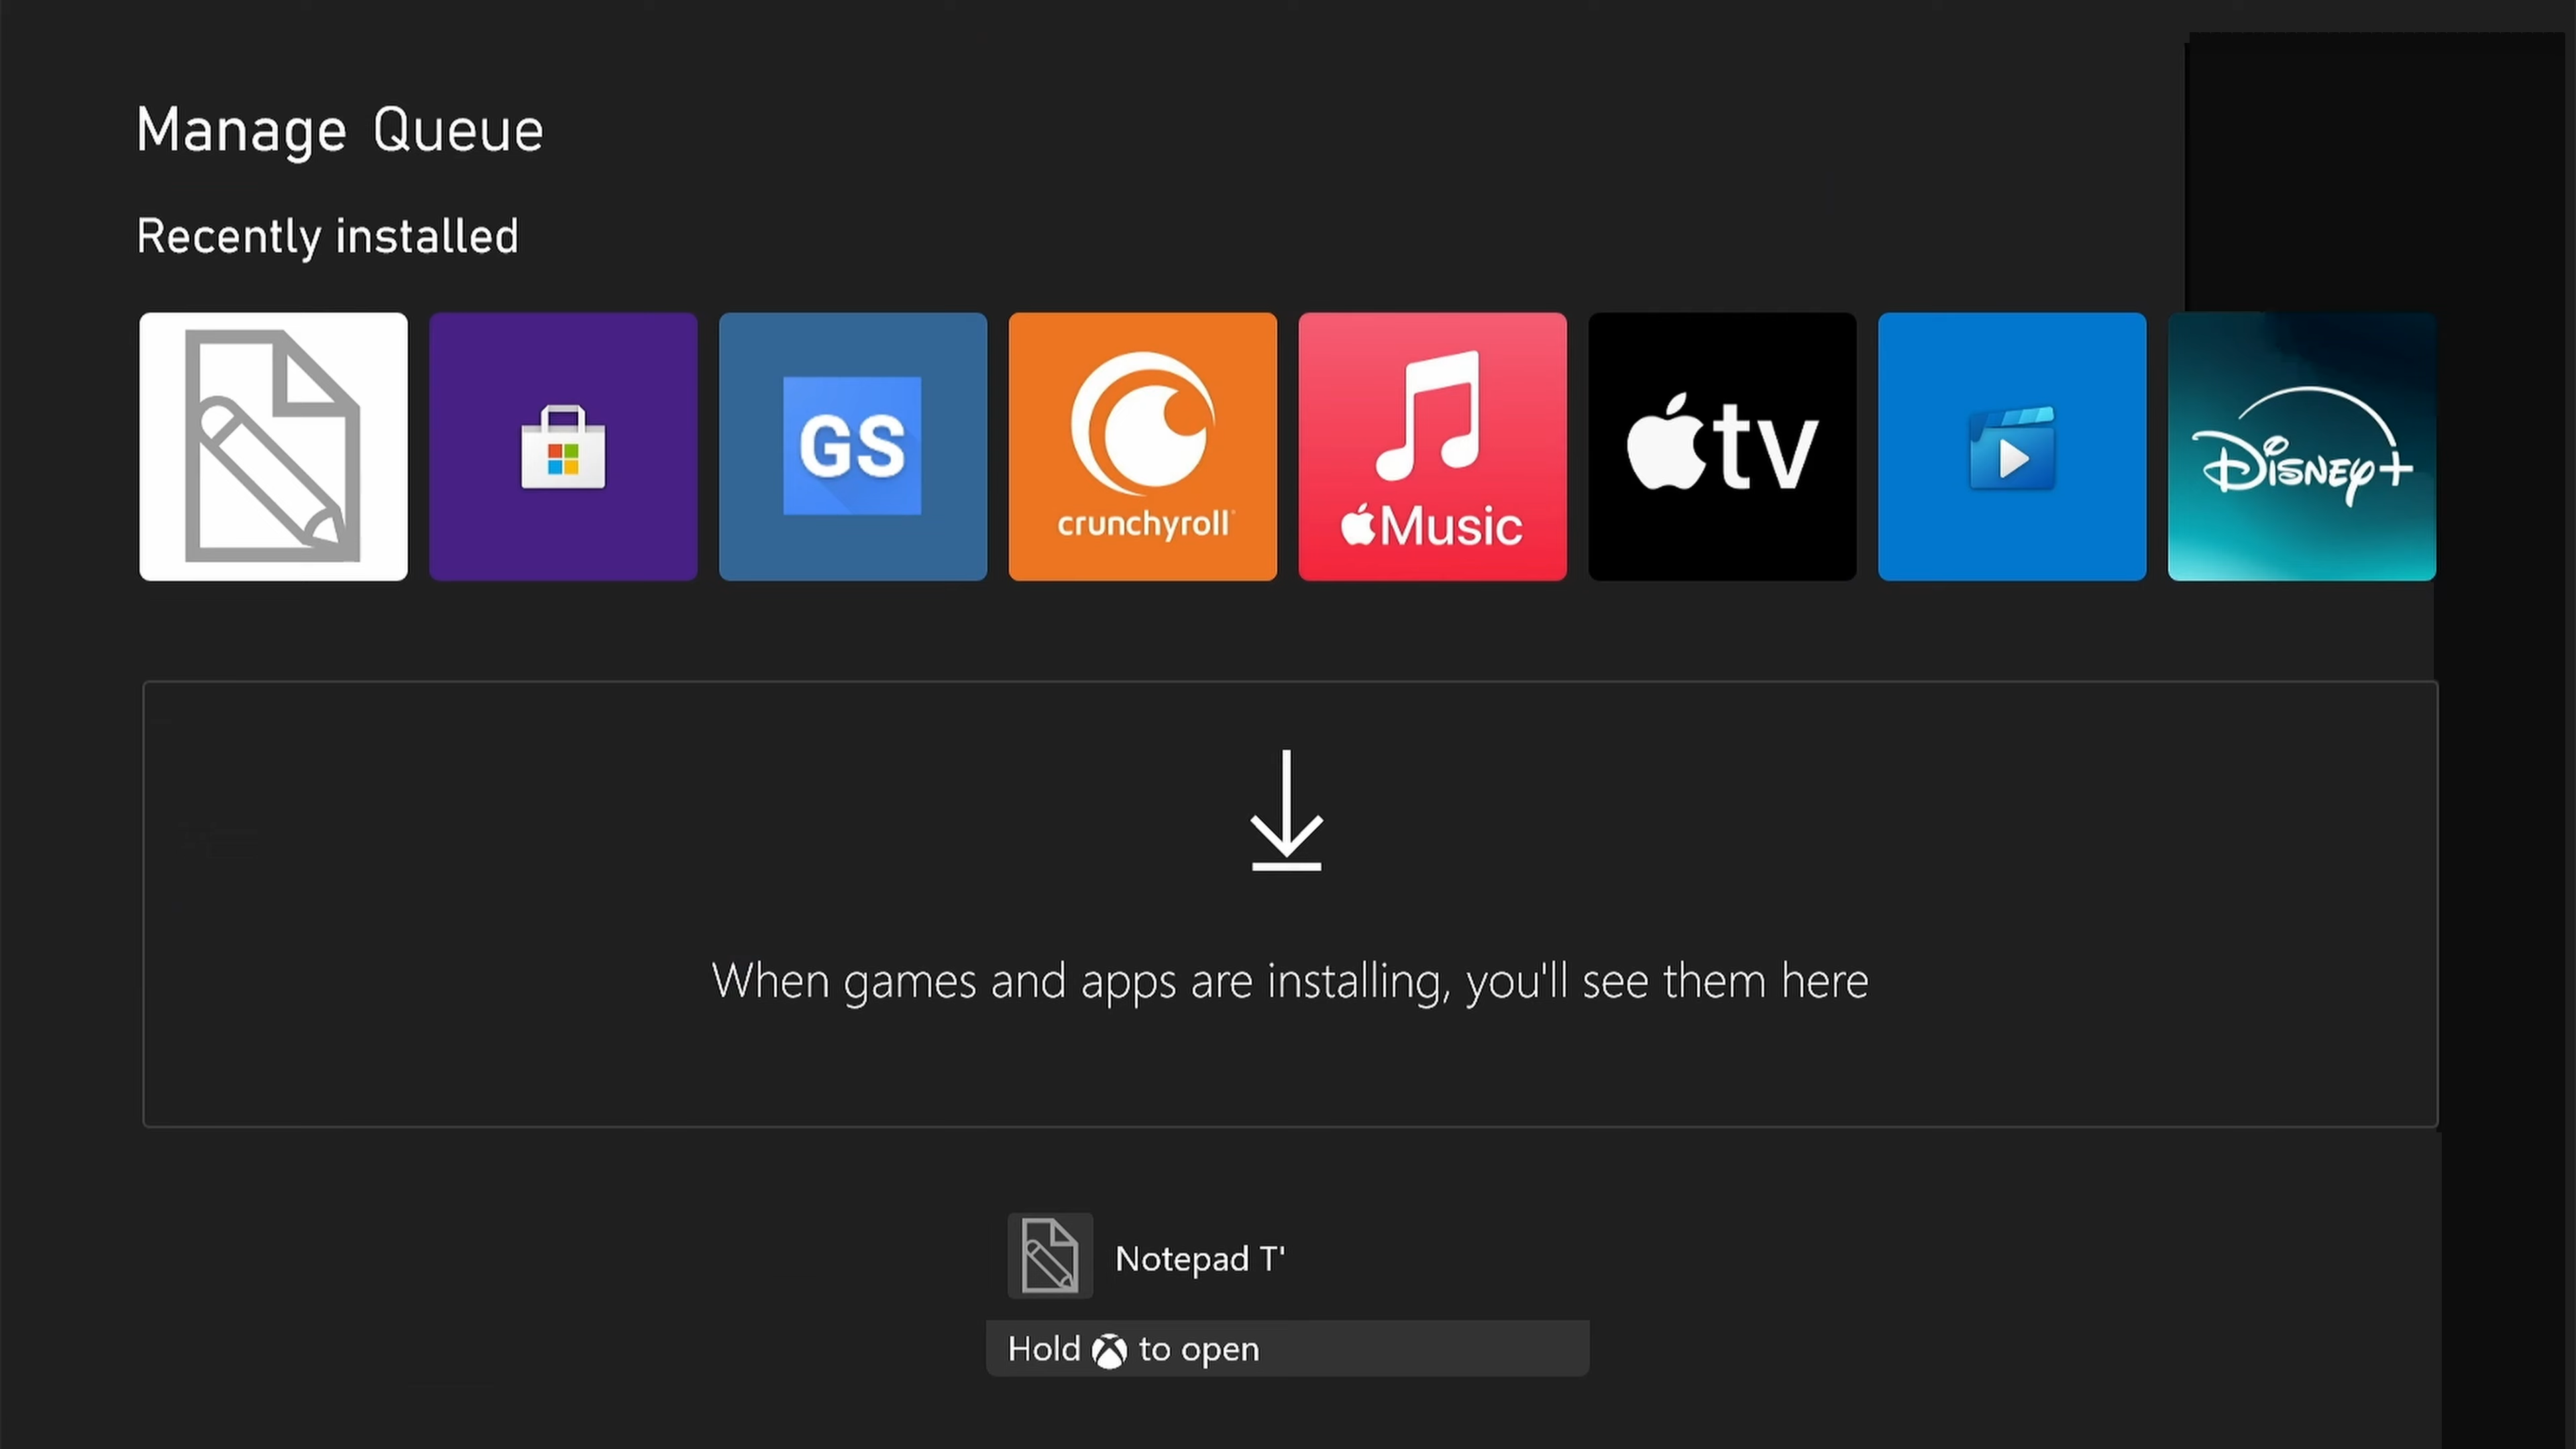 Manage Queue
Recently installed
GS
crunchyroll
Music
tv
Disney+
When games and apps are installing, you'll see them here
Notepad T'
Hold to open